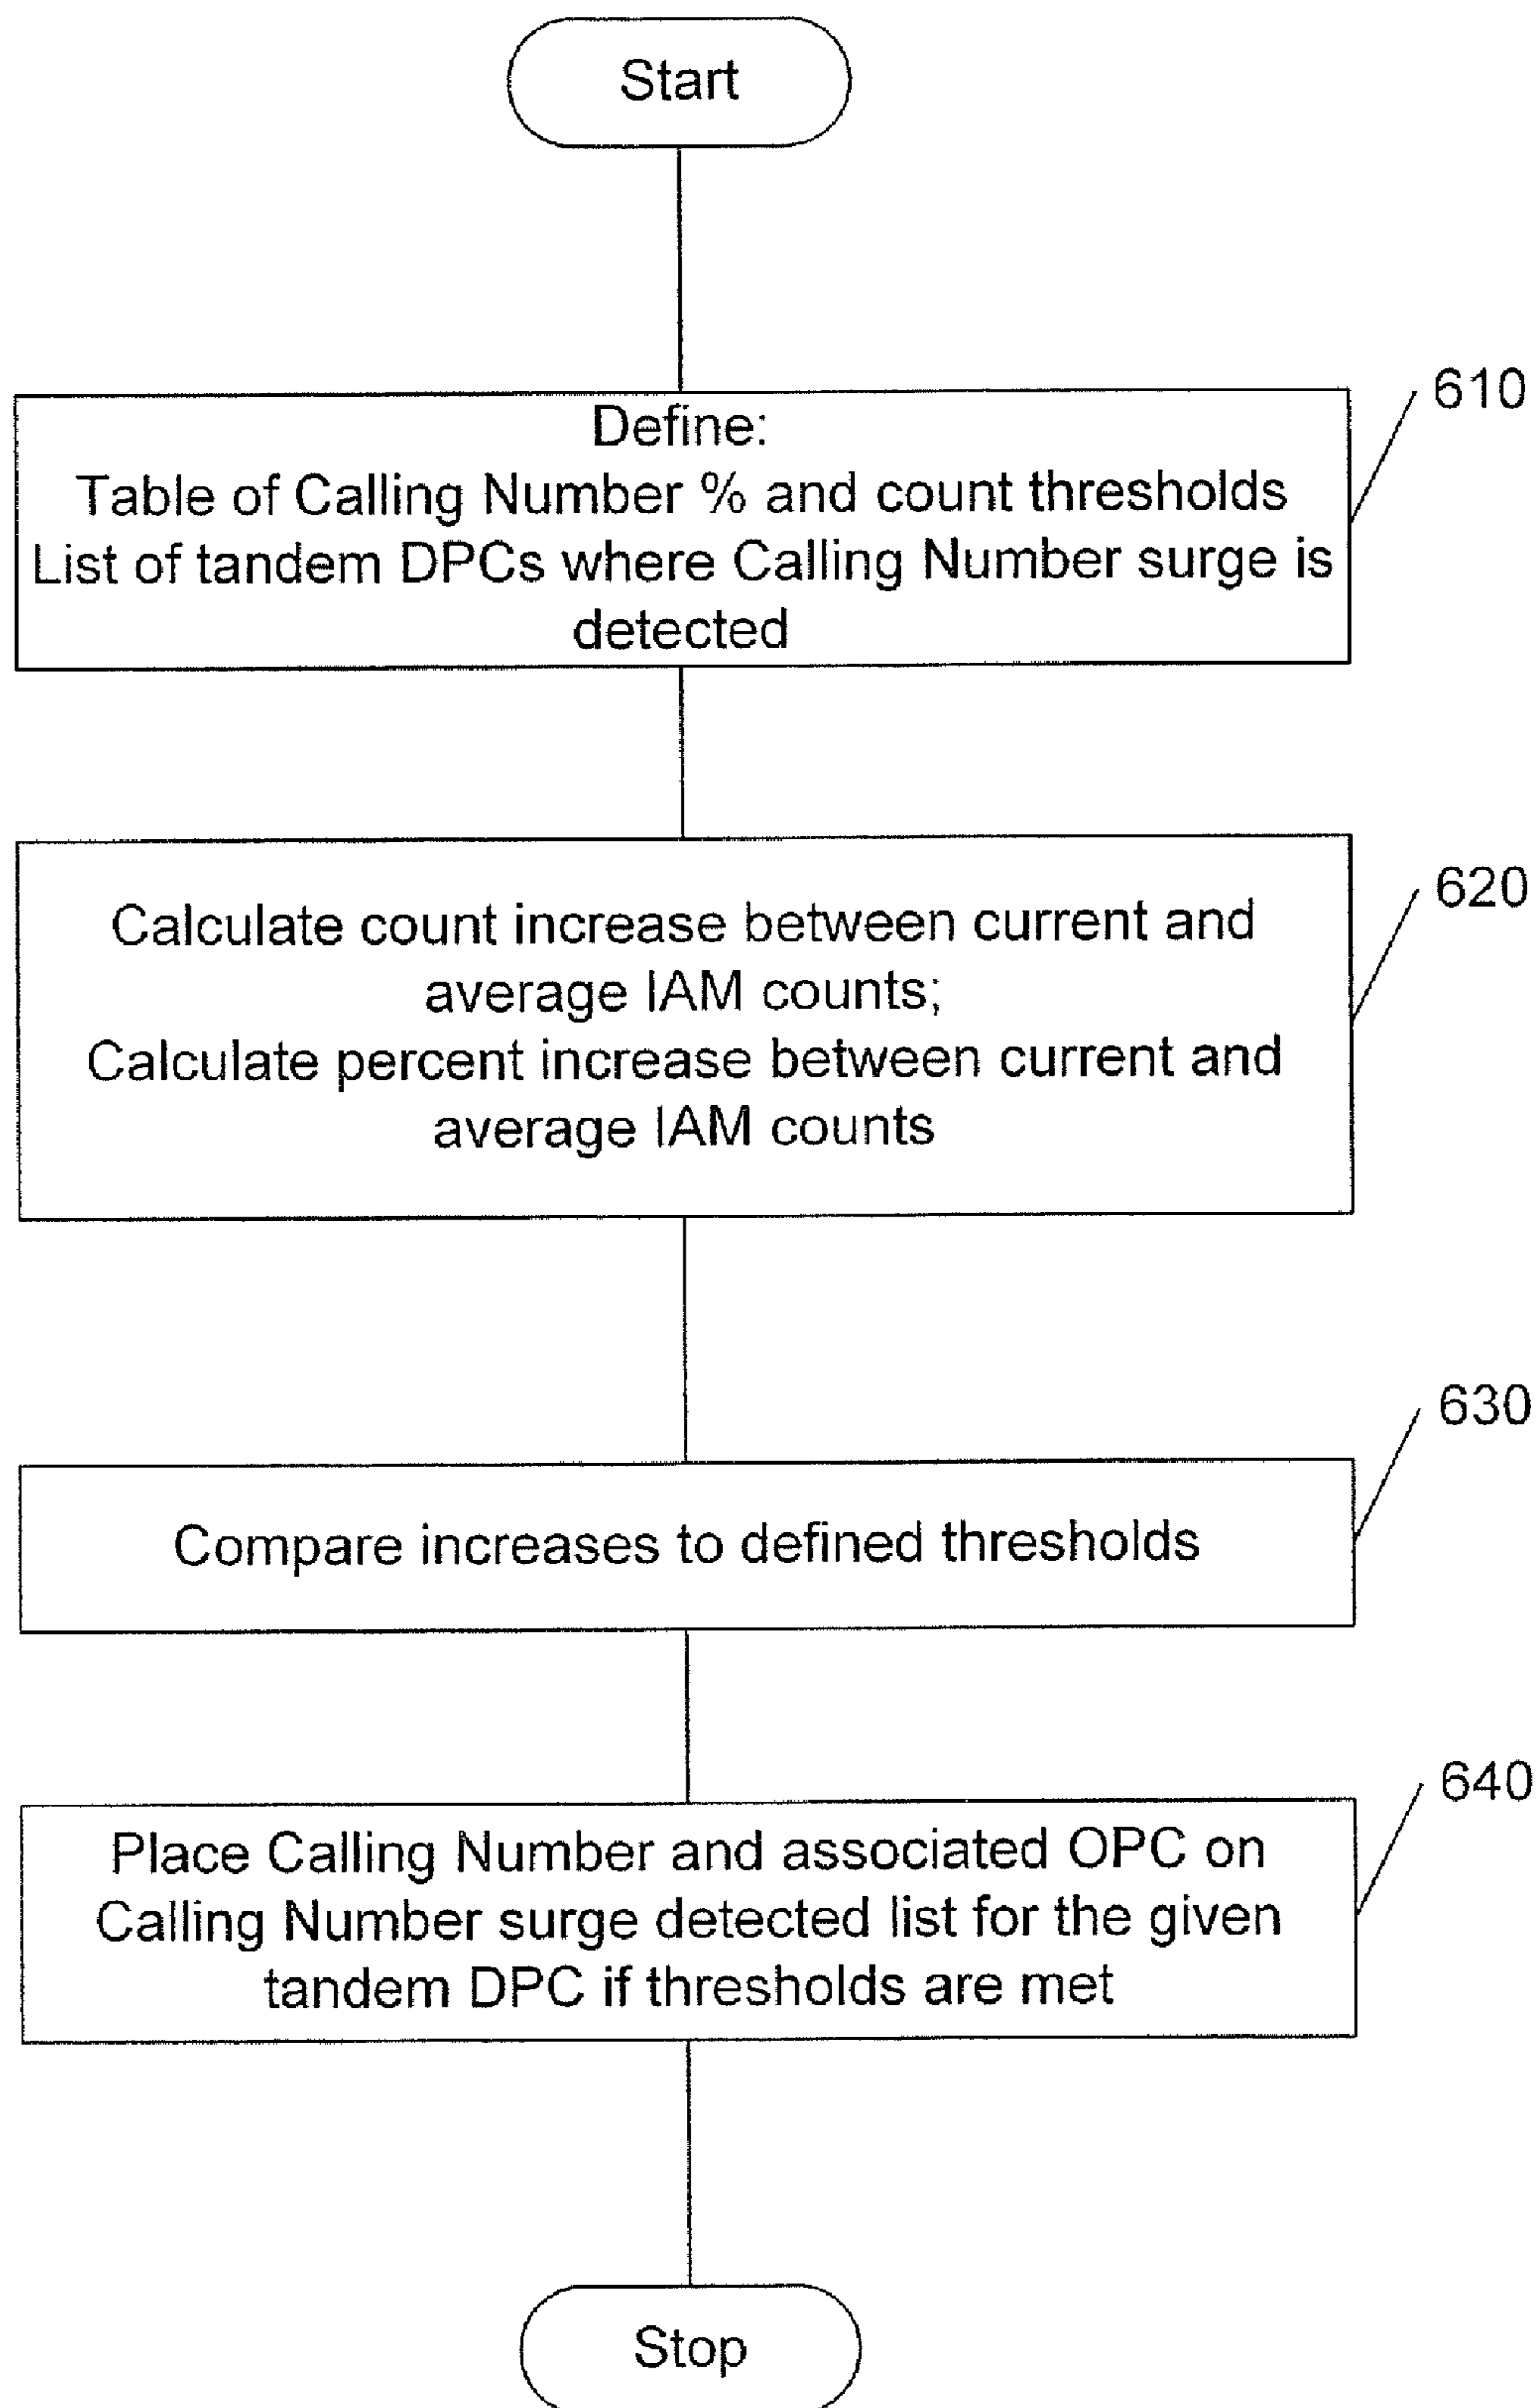 Start
610
Define:
Table of Calling Number % and count thresholds
List of tandem DPCs where Calling Number surge is
detected
620
Calculate count increase between current and
average IAM counts;
Calculate percent increase between current and
average IAM counts
630
Compare increases to defined thresholds
640
Place Calling Number and associated OPC on
Calling Number surge detected list for the given
tandem DPC if thresholds are met
Stop